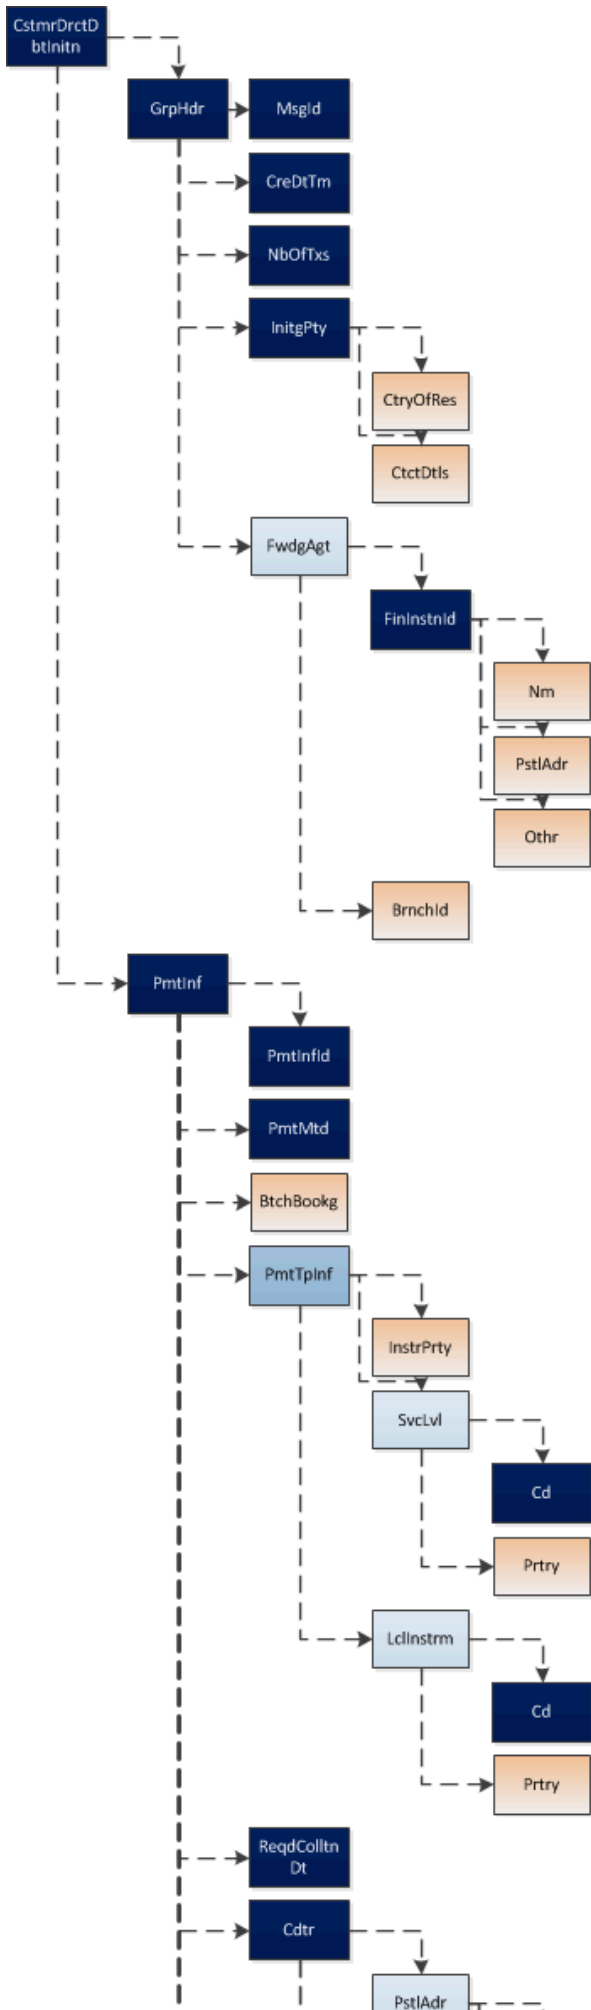 CstmrDrctD
btInitn
GrpHdr
MsgId
CreDtTm
NbOfTxs
InitgPty
CtryOfRes
CtctDtls
FwdgAgt
FinInstnId
Nm
PstlAdr
Othr
BrnchId
PmtInf
PmtInfId
PmtMtd
BtchBookg
PmtTpInf
InstrPrty
SvcLvl
Cd
Prtry
LclInstrm
Cd
Prtry
ReqdColltn
Dt
Cdtr
PstlAdr